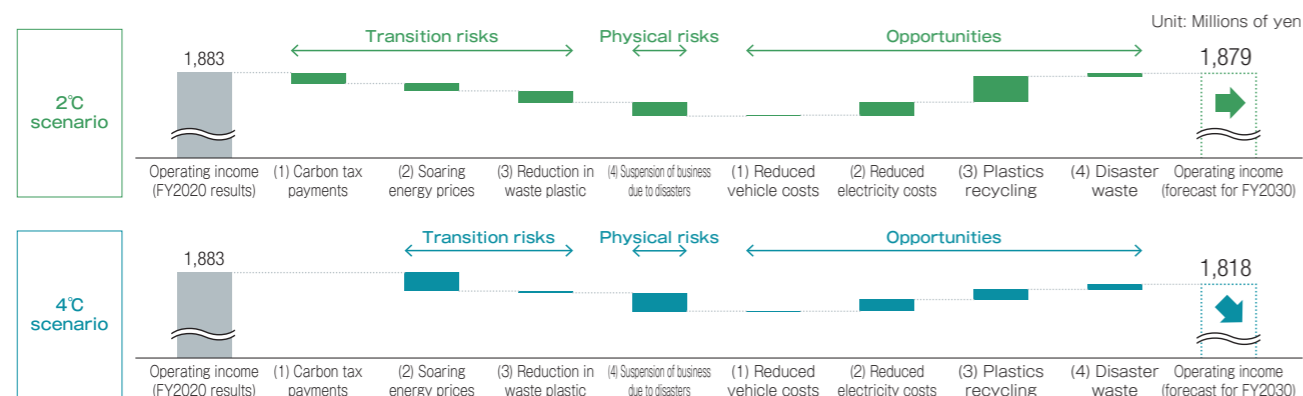 Unit: Millions of yen
Transition risks
Physical risks
Opportunities
1,883
1,879
2℃
scenario
Operating income
(FY2020 results)
(1) Carbon tax
payments
(2) Soaring
energy prices
(3) Reduction in
waste plastic
(4) Suspension of business
due to disasters
(1) Reduced
vehicle costs
(2) Reduced
electricity costs
(3) Plastics
recycling
(4) Disaster
waste
Operating income
(forecast for FY2030)
Transition risks
Physical risks
Opportunities
1,883
1,818
4℃
scenario
Operating income
(FY2020 results)
(1) Carbon tax
payments
(2) Soaring
energy prices
(3) Reduction in
waste plastic
(4) Suspension of business
due to disasters
(1) Reduced
vehicle costs
(2) Reduced
electricity costs
(3) Plastics
recycling
(4) Disaster
waste
Operating income
(forecast for FY2030)